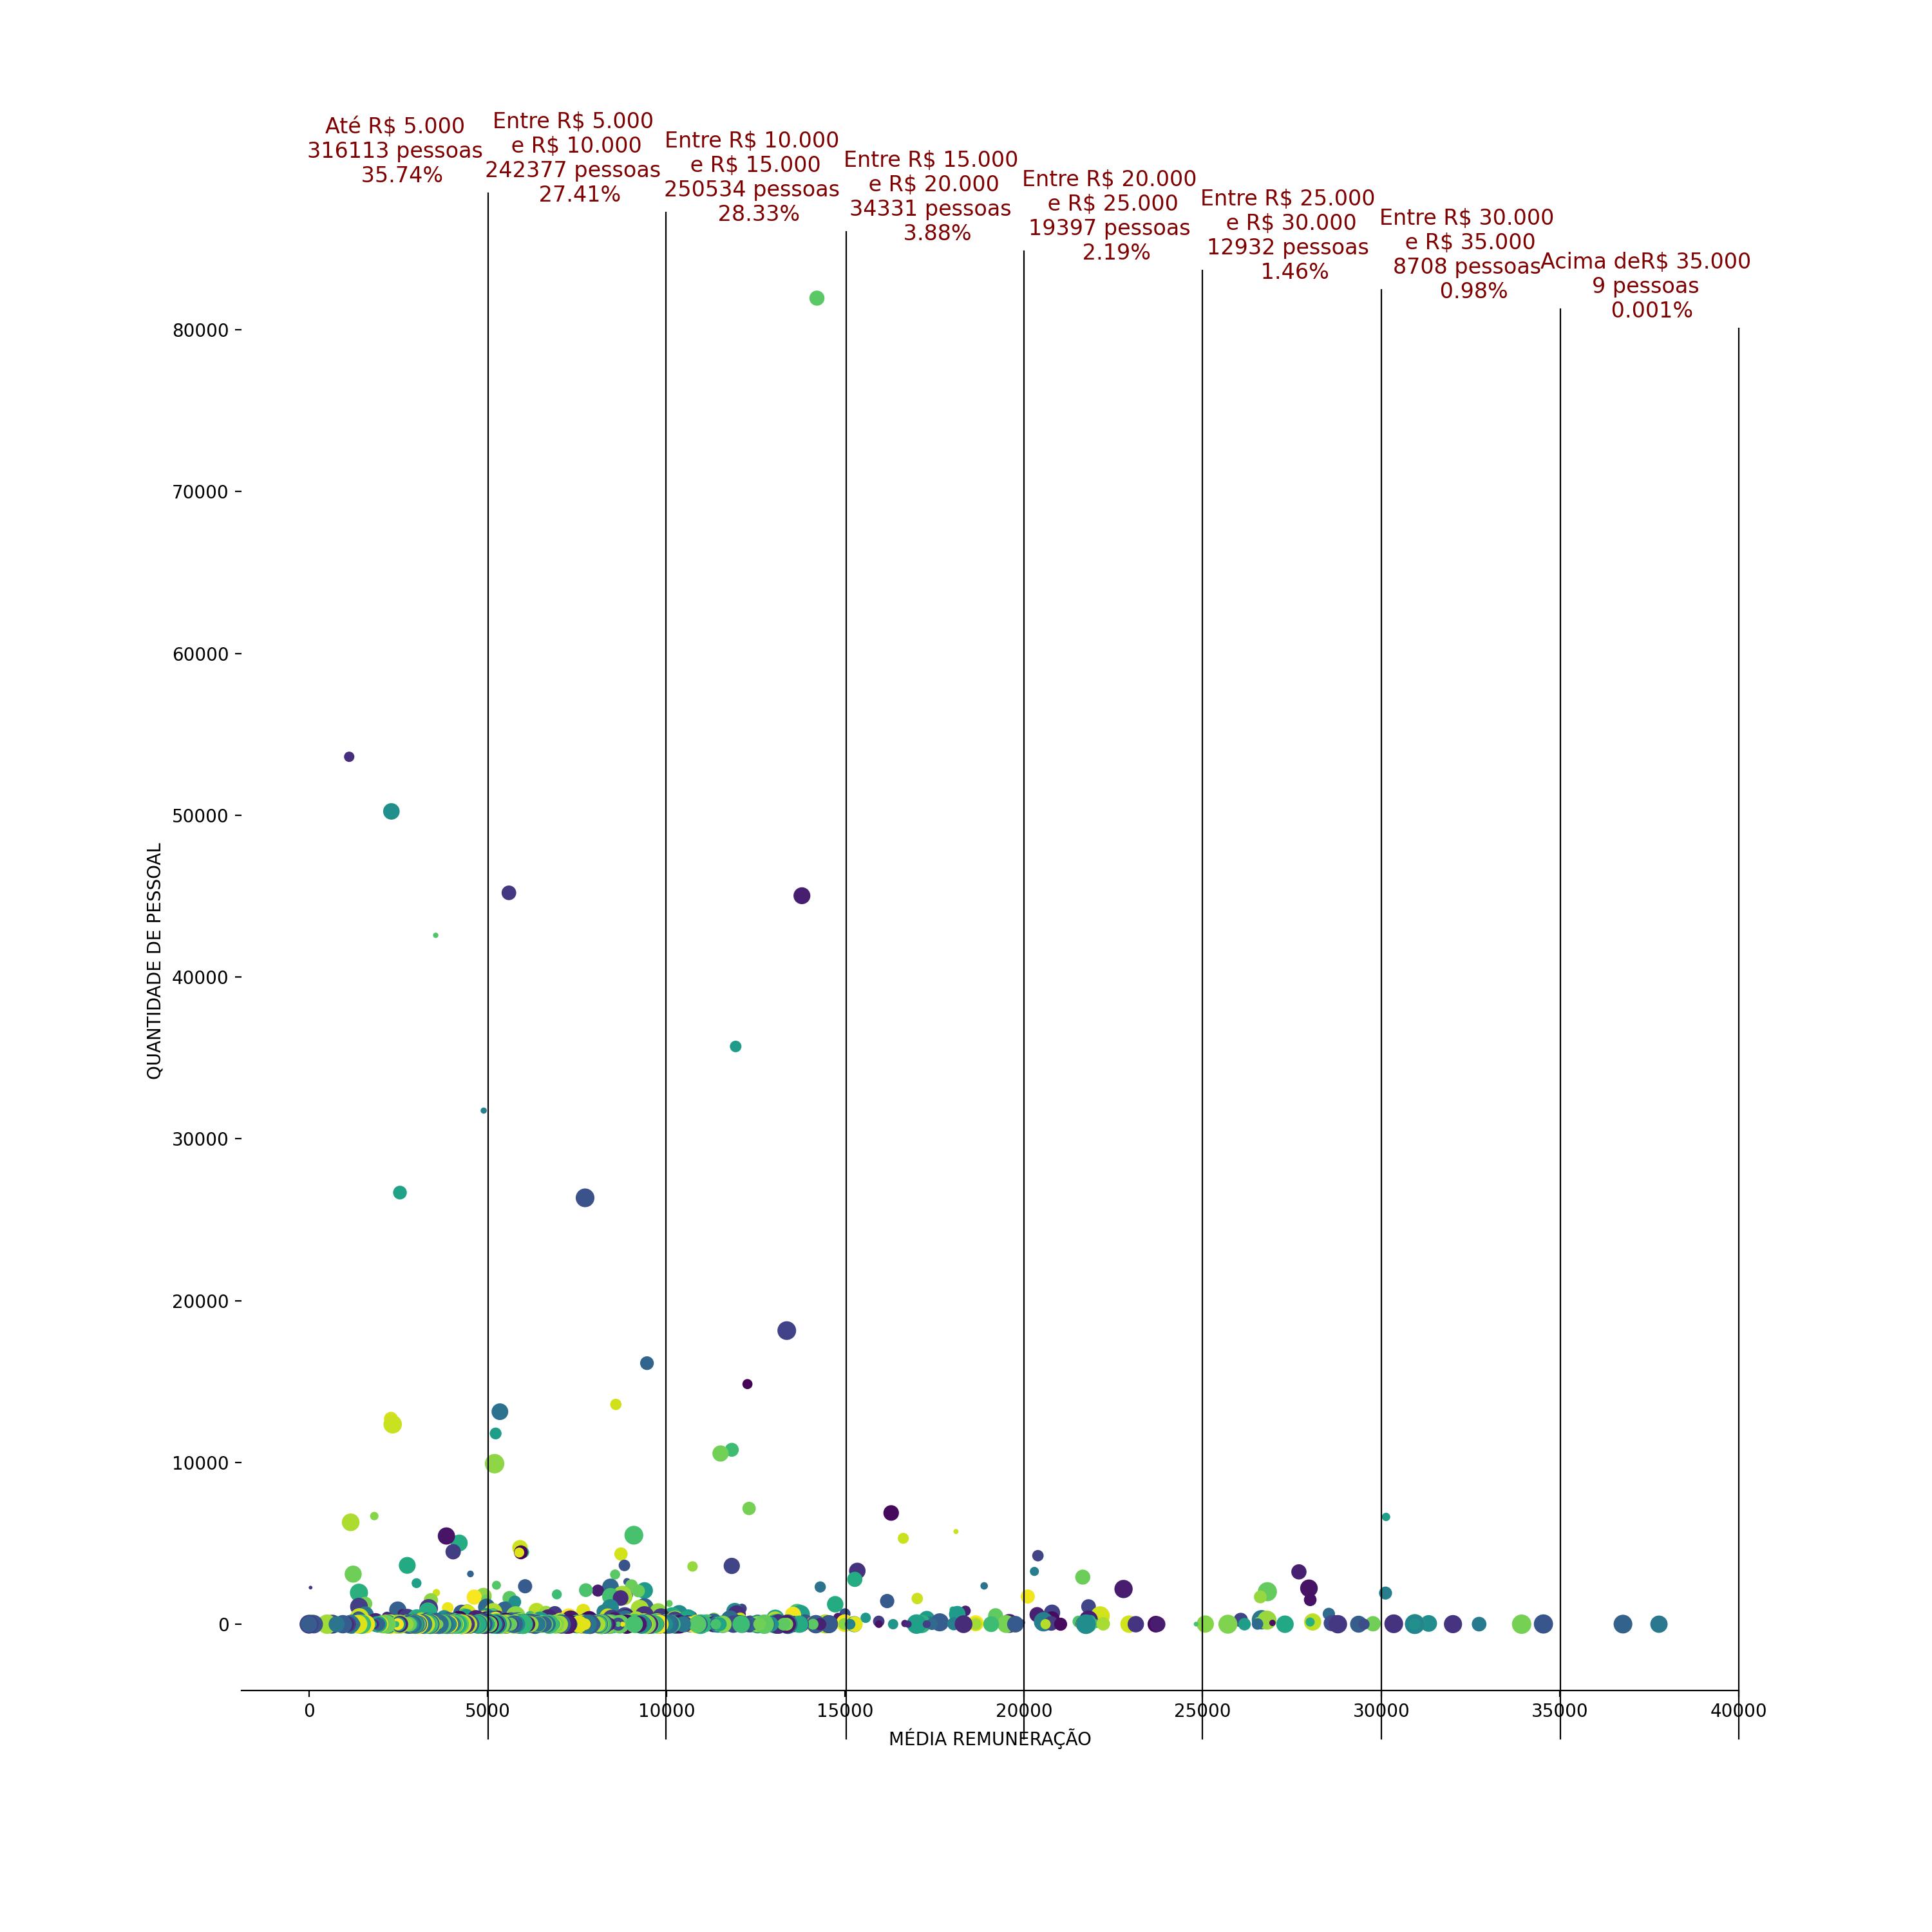 Até R$ 5.000
316113 pessoas
35.74%
Entre R$ 5.000
e R$ 10.000
242377 pessoas
27.41%
Entre R$ 10.000
e R$ 15.000
250534 pessoas
28.33%
Entre R$ 15.000
e R$ 20.000
34331 pessoas
3.88%
Entre R$ 20.000
e R$ 25.000
19397 pessoas
2.19%
Entre R$ 25.000
e R$ 30.000
12932 pessoas
1.46%
Entre R$ 30.000
e R$ 35.000
8708 pessoas
0.98%
Acima deR$ 35.000
9 pessoas
0.001%
QUANTIDADE DE PESSOAL
80000
70000
60000
50000
40000
30000
20000
10000
0
0 5000 10000 15000 20000 25000 30000 35000 40000
MÉDIA REMUNERAÇÃO